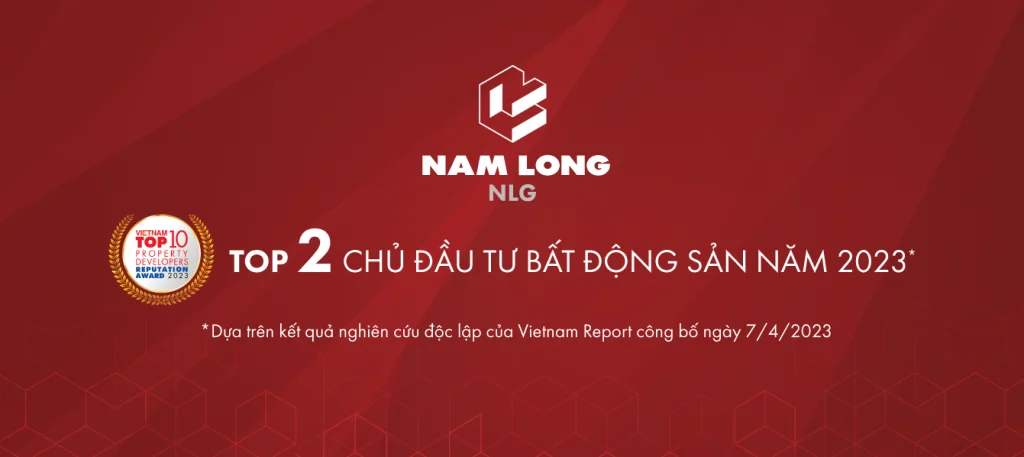 NAM LONG
NLG
VIETNAM
TOP 10
PROPERTY
DEVELOPERS
REPUTATION
AWARD 2023
TOP 2 CHỦ ĐẦU TƯ BẤT ĐỘNG SẢN NĂM 2023*
*Dựa trên kết quả nghiên cứu độc lập của Vietnam Report công bố ngày 7/4/2023